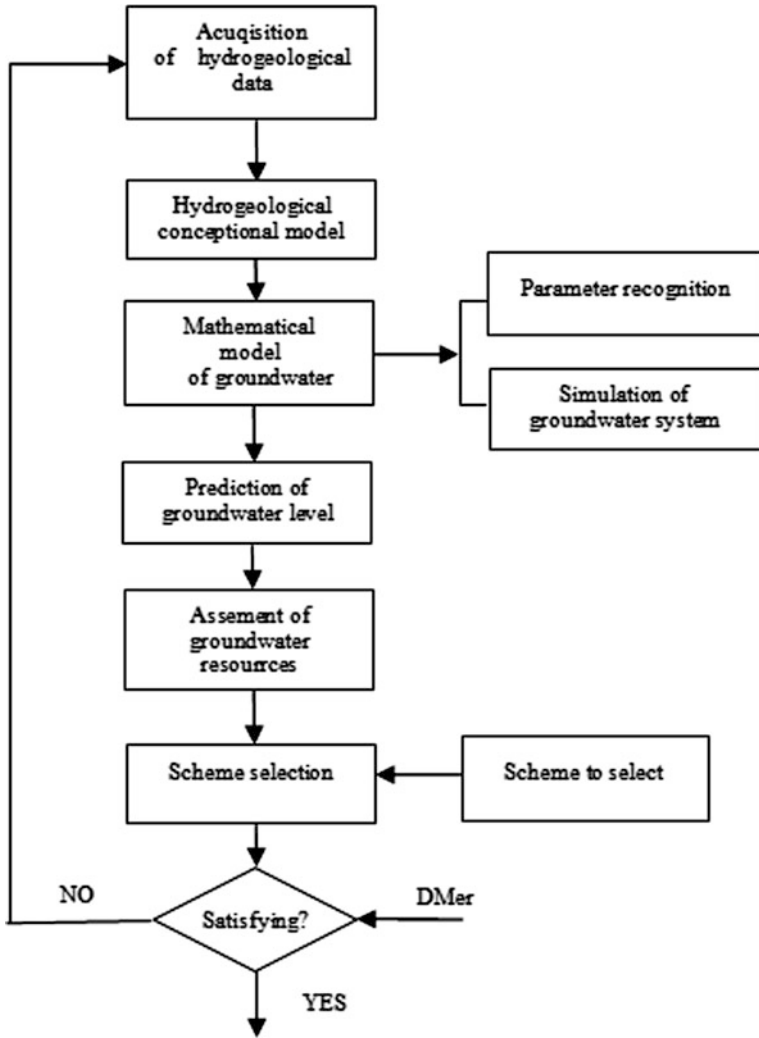 Acuqisition
of hydrogeological
data
Hydrogeological
conceptional model
Mathematical
model
of groundwater
Parameter recognition
Simulation of
groundwater system
Prediction of
groundwater level
Assement of
groundwater
resourrces
Scheme selection
Scheme to select
NO
Satisfying?
DMer
YES